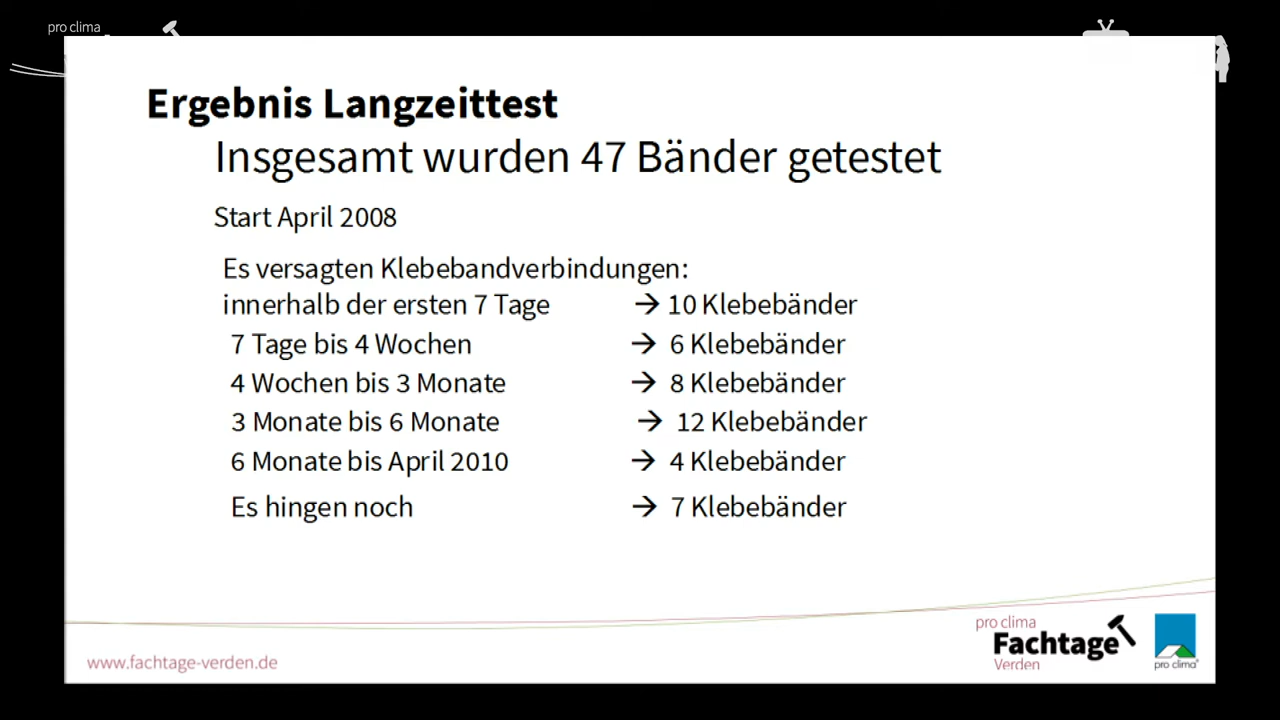 pro clima
Ergebnis Langzeittest
Insgesamt wurden 47 Bänder getestet
Start April 2008
Es versagten Klebebandverbindungen:
innerhalb der ersten 7 Tage → 10 Klebebänder
7 Tage bis 4 Wochen → 6 Klebebänder
4 Wochen bis 3 Monate → 8 Klebebänder
3 Monate bis 6 Monate → 12 Klebebänder
6 Monate bis April 2010 → 4 Klebebänder
Es hingen noch → 7 Klebebänder
www.fachtage-verden.de
pro clima
Fachtage
Verden
pro clima®